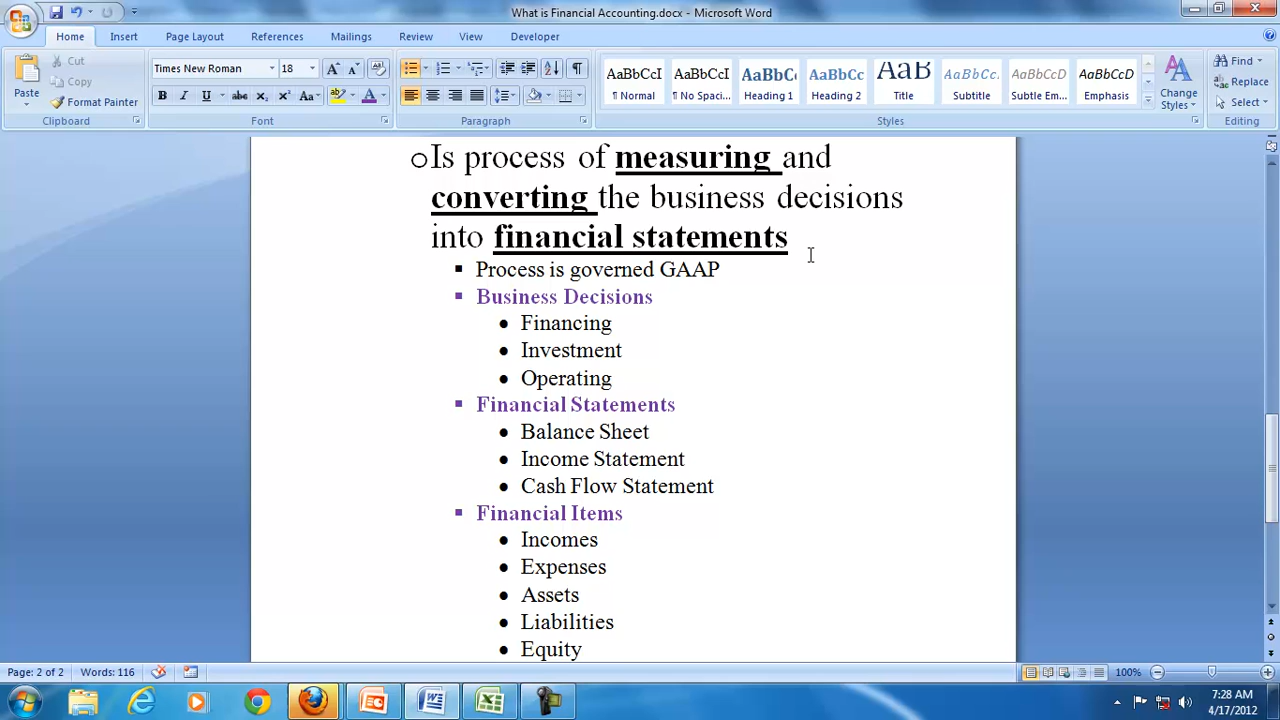 What is Financial Accounting.docx - Microsoft Word
Home Insert Page Layout References Mailings Review View Developer
Paste Cut Copy Format Painter
Times New Roman 18
B I U abc x₂ x² Aa A
AaBbCcI AaBbCcI AaBbC AaBbCc AaB AaBbCc. AaBbCcD AaBbCcD
¶ Normal ¶ No Spaci... Heading 1 Heading 2 Title Subtitle Subtle Em... Emphasis
Change Styles
Find
Replace
Select
Clipboard Font Paragraph Styles Editing
Is process of measuring and
converting the business decisions
into financial statements
Process is governed GAAP
Business Decisions
Financing
Investment
Operating
Financial Statements
Balance Sheet
Income Statement
Cash Flow Statement
Financial Items
Incomes
Expenses
Assets
Liabilities
Equity
Page: 2 of 2 Words: 116 100%
7:28 AM
4/17/2012